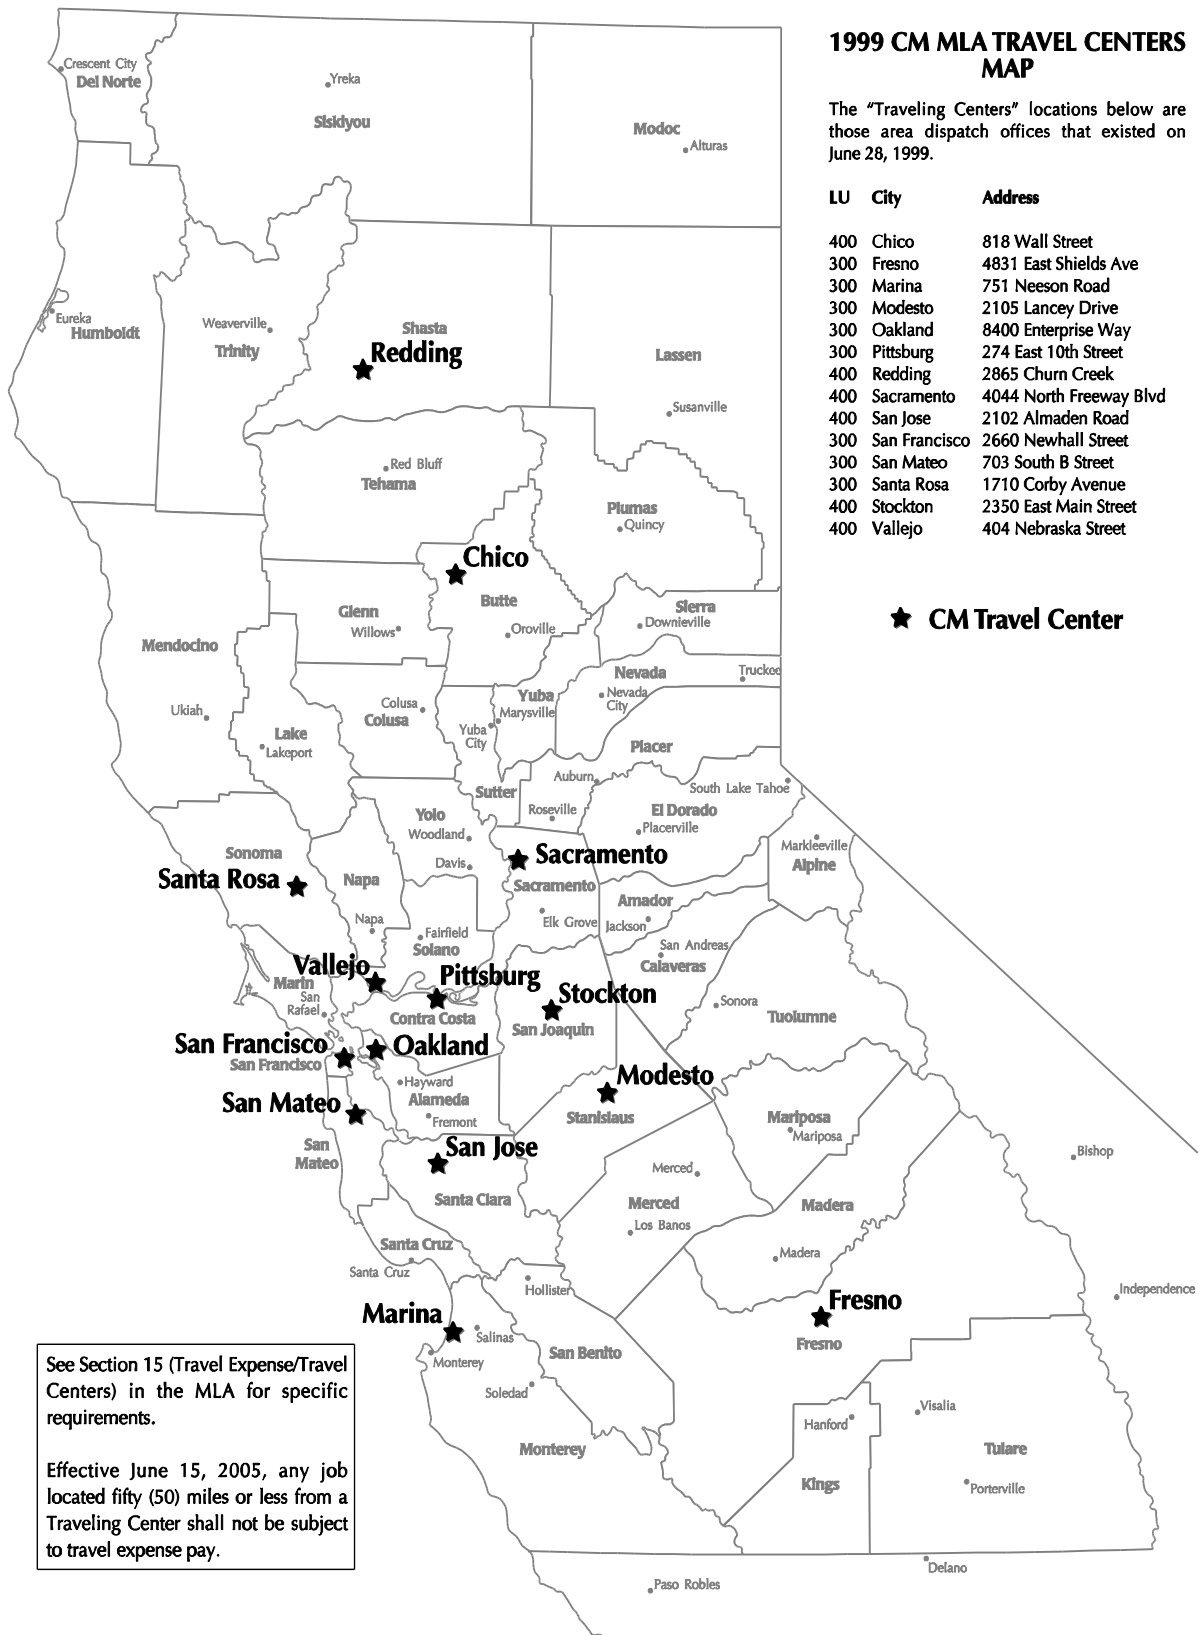 1999 CM MLA TRAVEL CENTERS
MAP
The “Traveling Centers” locations below are
those area dispatch offices that existed on
June 28, 1999.
LU City Address
400 Chico 818 Wall Street
300 Fresno 4831 East Shields Ave
300 Marina 751 Neeson Road
300 Modesto 2105 Lancey Drive
300 Oakland 8400 Enterprise Way
300 Pittsburg 274 East 10th Street
400 Redding 2865 Churn Creek
400 Sacramento 4044 North Freeway Blvd
400 San Jose 2102 Almaden Road
300 San Francisco 2660 Newhall Street
300 San Mateo 703 South B Street
300 Santa Rosa 1710 Corby Avenue
400 Stockton 2350 East Main Street
400 Vallejo 404 Nebraska Street
CM Travel Center
Crescent City
Del Norte
Yreka
Siskiyou
Modoc
Alturas
Eureka
Humboldt
Weaverville
Trinity
Shasta
Redding
Lassen
Susanville
Red Bluff
Tehama
Plumas
Quincy
Chico
Butte
Oroville
Glenn
Willows
Sierra
Downieville
Mendocino
Ukiah
Nevada
Truckee
Nevada
City
Yuba
Marysville
Yuba
City
Colusa
Colusa
Lake
Lakeport
Placer
Auburn
South Lake Tahoe
Sutter
Roseville
El Dorado
Placerville
Yolo
Woodland
Davis
Markleeville
Alpine
Sonoma
Santa Rosa
Napa
Napa
Sacramento
Sacramento
Elk Grove
Amador
Jackson
Fairfield
Solano
San Andreas
Calaveras
Vallejo
Marin
San
Rafael
Pittsburg
Contra Costa
Stockton
San Joaquin
Sonora
Tuolumne
San Francisco
San Francisco
Oakland
Hayward
Alameda
Fremont
Modesto
Stanislaus
San Mateo
San
Mateo
San Jose
Santa Clara
Mariposa
Mariposa
Bishop
Merced
Merced
Los Banos
Madera
Madera
Santa Cruz
Santa Cruz
Hollister
Independence
Marina
Salinas
Monterey
San Benito
Soledad
Fresno
Fresno
Monterey
Hanford
Kings
Visalia
Tulare
Porterville
Delano
Paso Robles
See Section 15 (Travel Expense/Travel
Centers) in the MLA for specific
requirements.
Effective June 15, 2005, any job
located fifty (50) miles or less from a
Traveling Center shall not be subject
to travel expense pay.